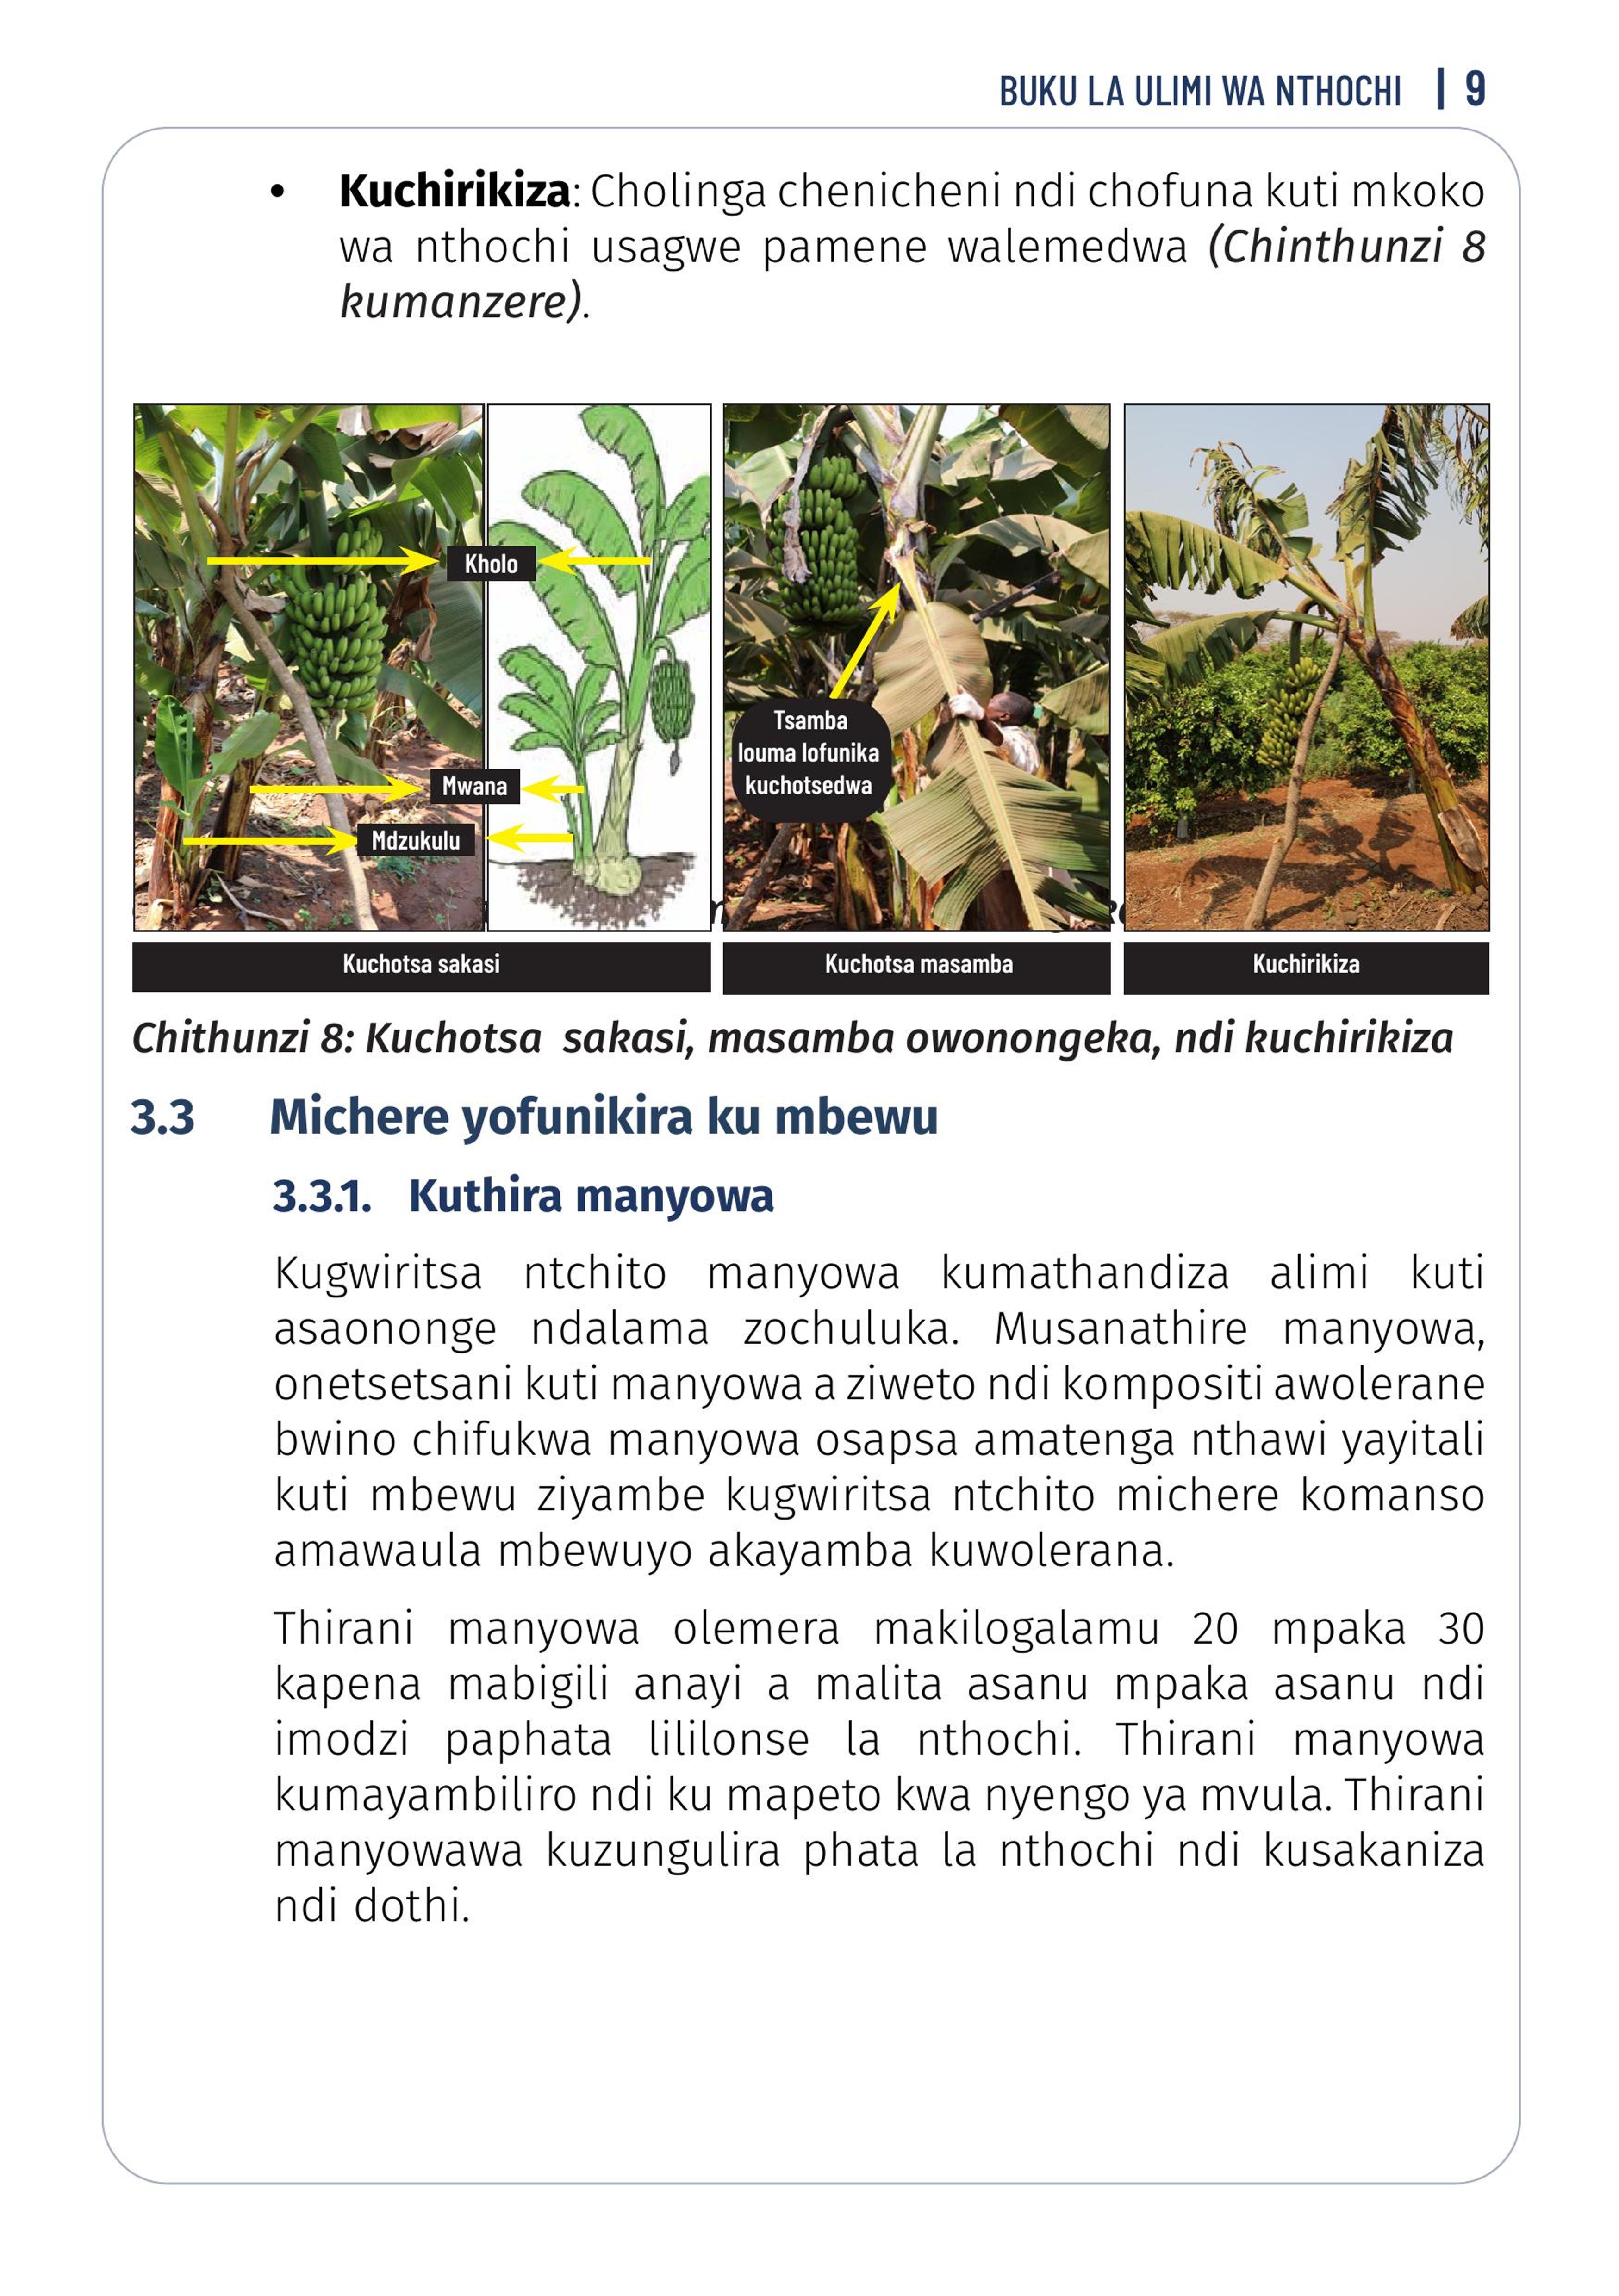 BUKU LA ULIMI WA NTHOCHI | 9
• Kuchirikiza: Cholinga chenicheni ndi chofuna kuti mkoko
wa nthochi usagwe pamene walemedwa (Chinthunzi 8
kumanzere).
Kholo
Mwana
Mdzukulu
Tsamba
louma lofunika
kuchotsedwa
Kuchotsa sakasi
Kuchotsa masamba
Kuchirikiza
Chithunzi 8: Kuchotsa sakasi, masamba owonongeka, ndi kuchirikiza
3.3 Michere yofunikira ku mbewu
3.3.1. Kuthira manyowa
Kugwiritsa ntchito manyowa kumathandiza alimi kuti
asaononge ndalama zochuluka. Musanathire manyowa,
onetsetsani kuti manyowa a ziweto ndi kompositi awolerane
bwino chifukwa manyowa osapsa amatenga nthawi yayitali
kuti mbewu ziyambe kugwiritsa ntchito michere komanso
amawaula mbewuyo akayamba kuwolerana.
Thirani manyowa olemera makilogalamu 20 mpaka 30
kapena mabigili anayi a malita asanu mpaka asanu ndi
imodzi paphata lililonse la nthochi. Thirani manyowa
kumayambiliro ndi ku mapeto kwa nyengo ya mvula. Thirani
manyowawa kuzungulira phata la nthochi ndi kusakaniza
ndi dothi.